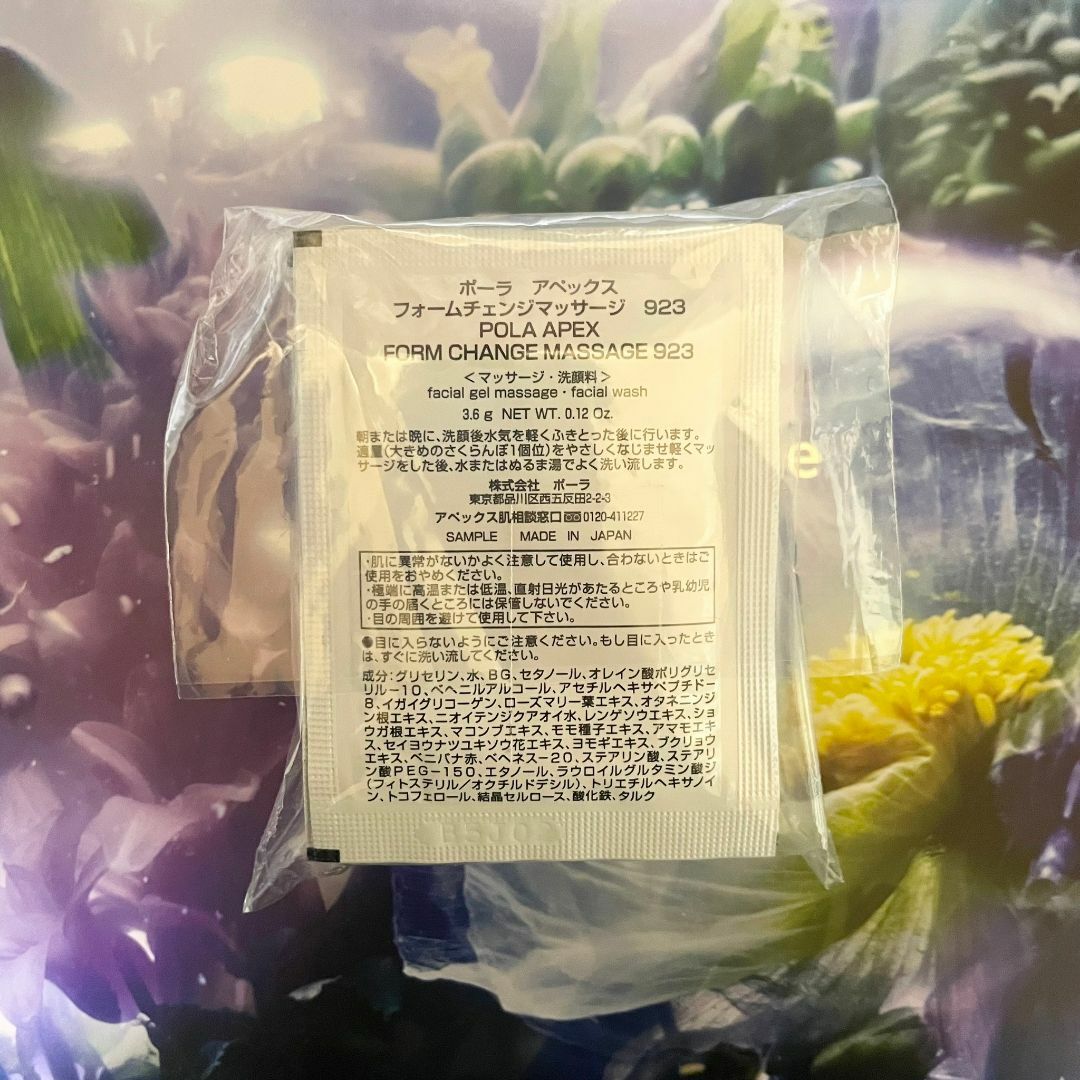 ポーラ アペックス
フォームチェンジマッサージ 923
POLA APEX
FORM CHANGE MASSAGE 923
<マッサージ・洗顔料>
facial gel massage・facial wash
3.6 g NET WT. 0.12 Oz.
朝または晩に、洗顔後水気を軽くふきとった後に行います。
適量(大きめのさくらんぼ1個位)をやさしくなじませ軽くマッ
サージをした後、水またはぬるま湯でよく洗い流します。
株式会社 ポーラ
東京都品川区西五反田2-2-3
アペックス肌相談窓口 0120-411227
SAMPLE MADE IN JAPAN
・肌に異常がないかよく注意して使用し、合わないときはご
使用をおやめください。
・極端に高温または低温、直射日光があたるところや乳幼児
の手の届くところには保管しないでください。
・目の周囲を避けて使用して下さい。
●目に入らないようにご注意ください。もし目に入ったとき
は、すぐに洗い流してください。
成分:グリセリン、水、BG、セタノール、オレイン酸ポリグリセ
リル-10、ベヘニルアルコール、アセチルヘキサペプチド-
8、イガイグリコーゲン、ローズマリー葉エキス、オタネニンジ
ン根エキス、ニオイテンジクアオイ水、レンゲソウエキス、ショ
ウガ根エキス、マコンブエキス、モモ種子エキス、アマモエキ
ス、セイヨウナツユキソウ花エキス、ヨモギエキス、ブクリョウ
エキス、ベニバナ赤、ベヘネス-20、ステアリン酸、ステアリ
ン酸PEG-150、エタノール、ラウロイルグルタミン酸ジ
(フィトステリル/オクチルドデシル)、トリエチルヘキサノイ
ン、トコフェロール、結晶セルロース、酸化鉄、タルク
e